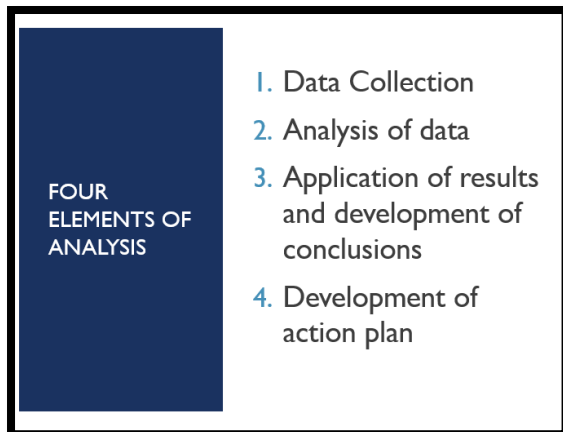 FOUR
ELEMENTS OF
ANALYSIS
1. Data Collection
2. Analysis of data
3. Application of results
and development of
conclusions
4. Development of
action plan